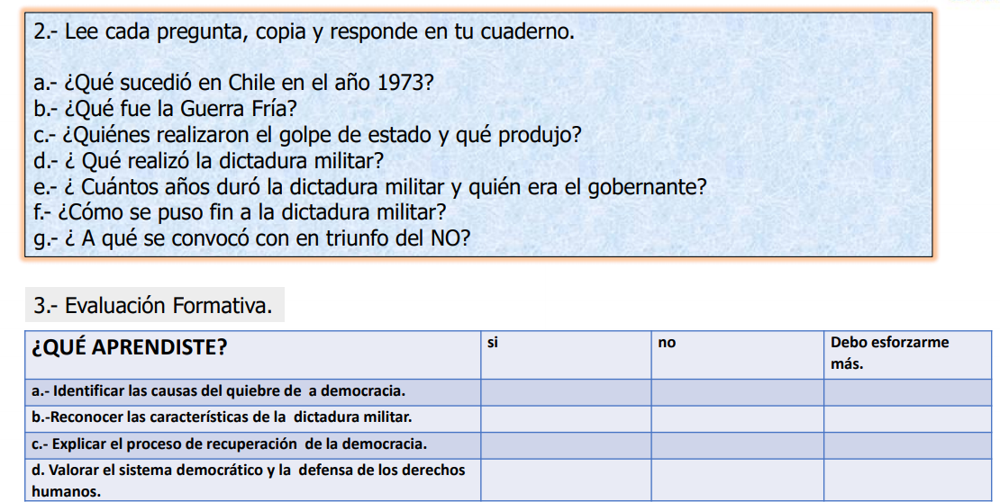 2.- Lee cada pregunta, copia y responde en tu cuaderno.
a.- ¿Qué sucedió en Chile en el año 1973?
b.- ¿Qué fue la Guerra Fría?
c.- ¿Quiénes realizaron el golpe de estado y qué produjo?
d.- ¿ Qué realizó la dictadura militar?
e.- ¿ Cuántos años duró la dictadura militar y quién era el gobernante?
f.- ¿Cómo se puso fin a la dictadura militar?
g.- ¿ A qué se convocó con en triunfo del NO?
3.- Evaluación Formativa.
¿QUÉ APRENDISTE?
si
no
Debo esforzarme
más.
a.- Identificar las causas del quiebre de  a democracia.
b.-Reconocer las características de la  dictadura militar.
c.- Explicar el proceso de recuperación  de la democracia.
d. Valorar el sistema democrático y la  defensa de los derechos
humanos.